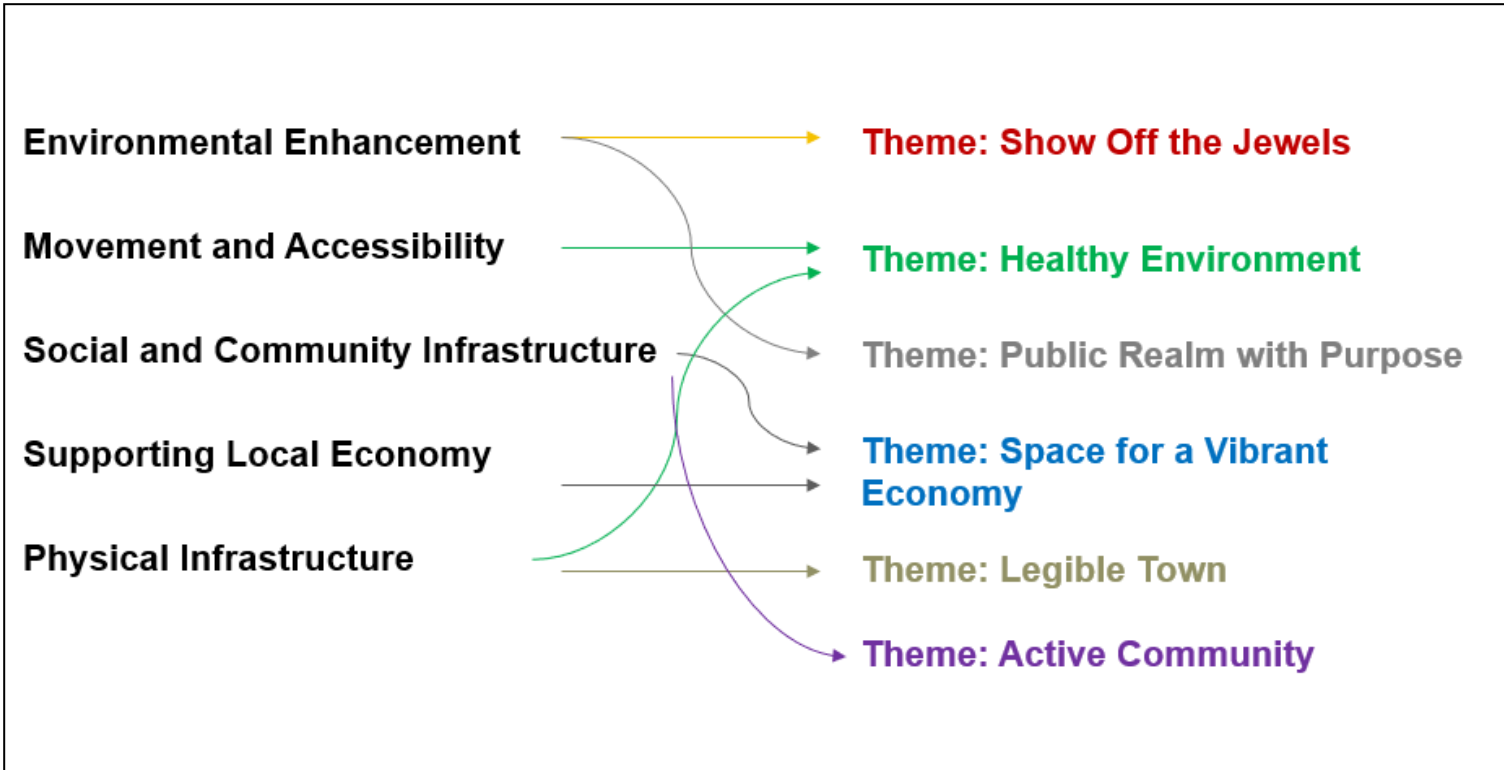 Environmental Enhancement
Theme: Show Off the Jewels
Movement and Accessibility
Theme: Healthy Environment
Social and Community Infrastructure
Theme: Public Realm with Purpose
Supporting Local Economy
Theme: Space for a Vibrant
Economy
Physical Infrastructure
Theme: Legible Town
Theme: Active Community